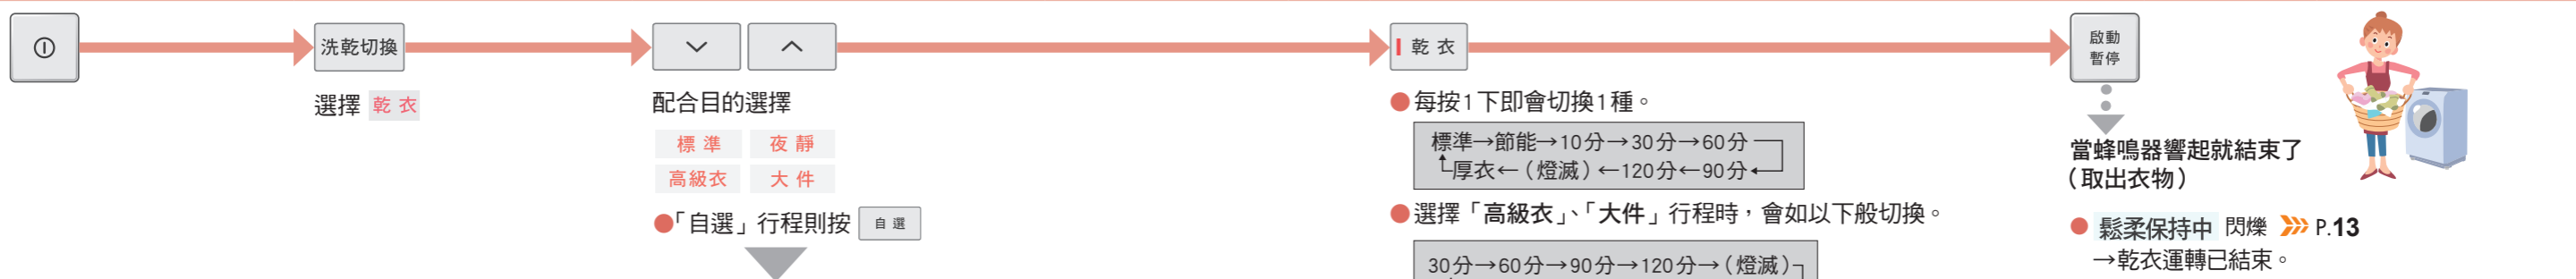 洗乾切換
選擇 乾 衣
配合目的選擇
標 準 夜 靜
高級衣 大 件
●「自選」行程則按 自 選
乾 衣
●每按1下即會切換1種。
標準→節能→10分→30分→60分
厚衣←(燈滅)←120分←90分
●選擇「高級衣」、「大件」行程時,會如以下般切換。
30分→60分→90分→120分→(燈滅)
啟動
暫停
當蜂鳴器響起就結束了
(取出衣物)
●鬆柔保持中 閃爍 P.13
→乾衣運轉已結束。